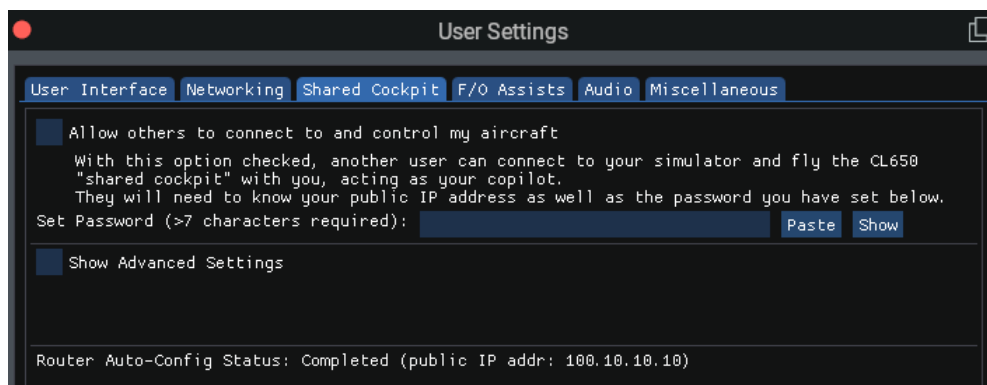 User Settings
User Interface Networking Shared Cockpit F/O Assists Audio Miscellaneous
Allow others to connect to and control my aircraft
With this option checked, another user can connect to your simulator and fly the CL650
"shared cockpit" with you, acting as your copilot.
They will need to know your public IP address as well as the password you have set below.
Set Password (>7 characters required): Paste Show
Show Advanced Settings
Router Auto-Config Status: Completed (public IP addr: 100.10.10.10)